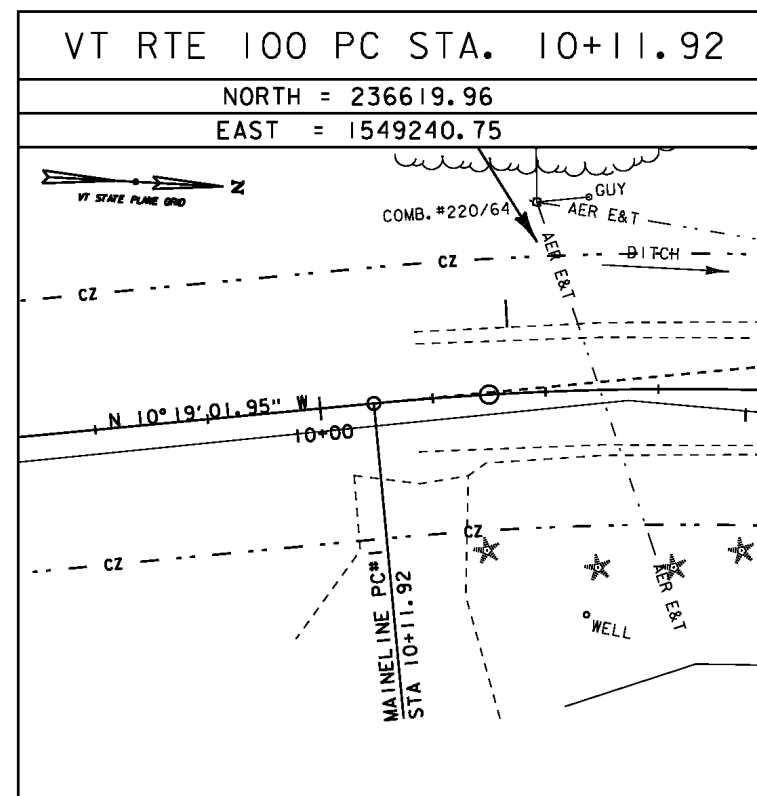 VT RTE 100 PC STA. 10+11.92
NORTH = 236619.96
EAST = 1549240.75
N
VT STATE PLANE GRID
COMB. #220/64
GUY
AER E&T
AER E&T
DITCH
CZ
CZ
N 10°19'01.95" W
10+00
CZ
CZ
MAINELINE PC#1
STA 10+11.92
AER E&T
WELL